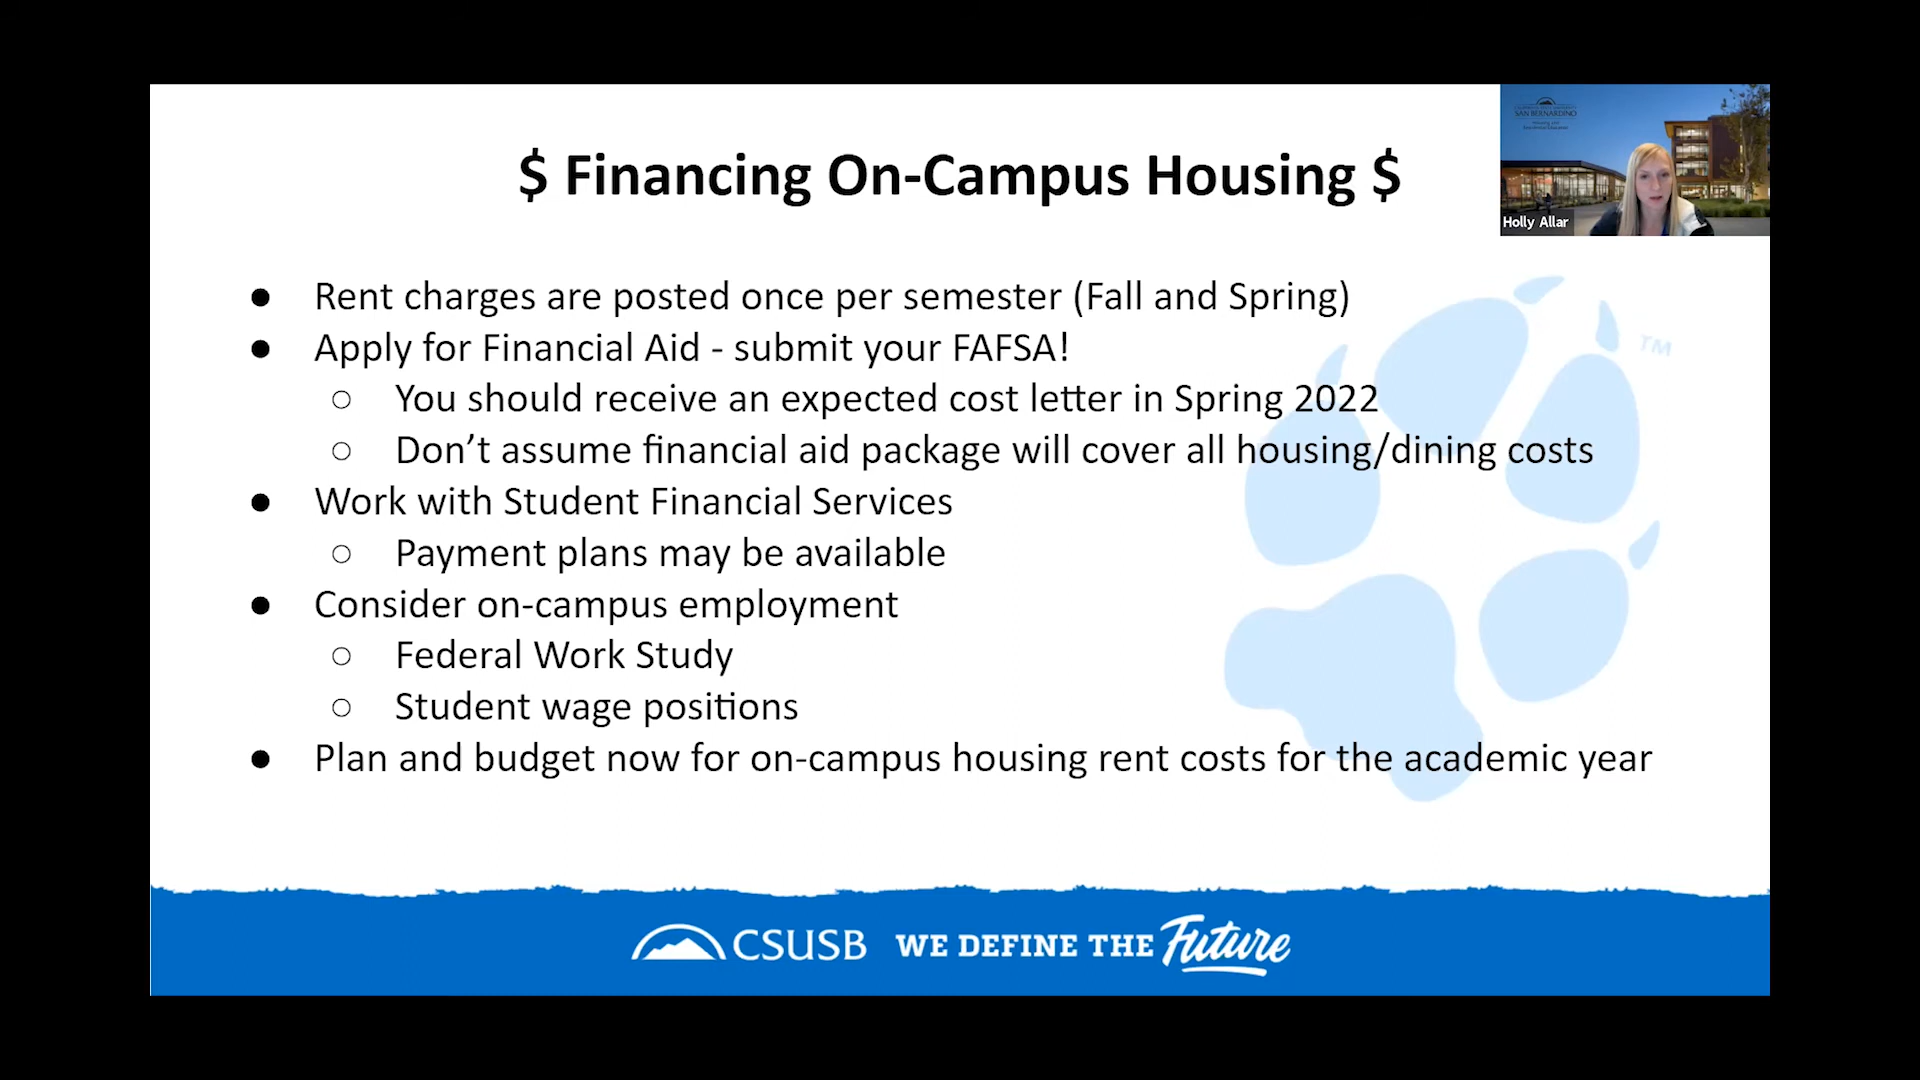 $ Financing On-Campus Housing $
SAN BERNARDINO
Holly Allar
● Rent charges are posted once per semester (Fall and Spring)
● Apply for Financial Aid - submit your FAFSA!
○ You should receive an expected cost letter in Spring 2022
○ Don’t assume financial aid package will cover all housing/dining costs
● Work with Student Financial Services
○ Payment plans may be available
● Consider on-campus employment
○ Federal Work Study
○ Student wage positions
● Plan and budget now for on-campus housing rent costs for the academic year
TM
CSUSB WE DEFINE THE Future